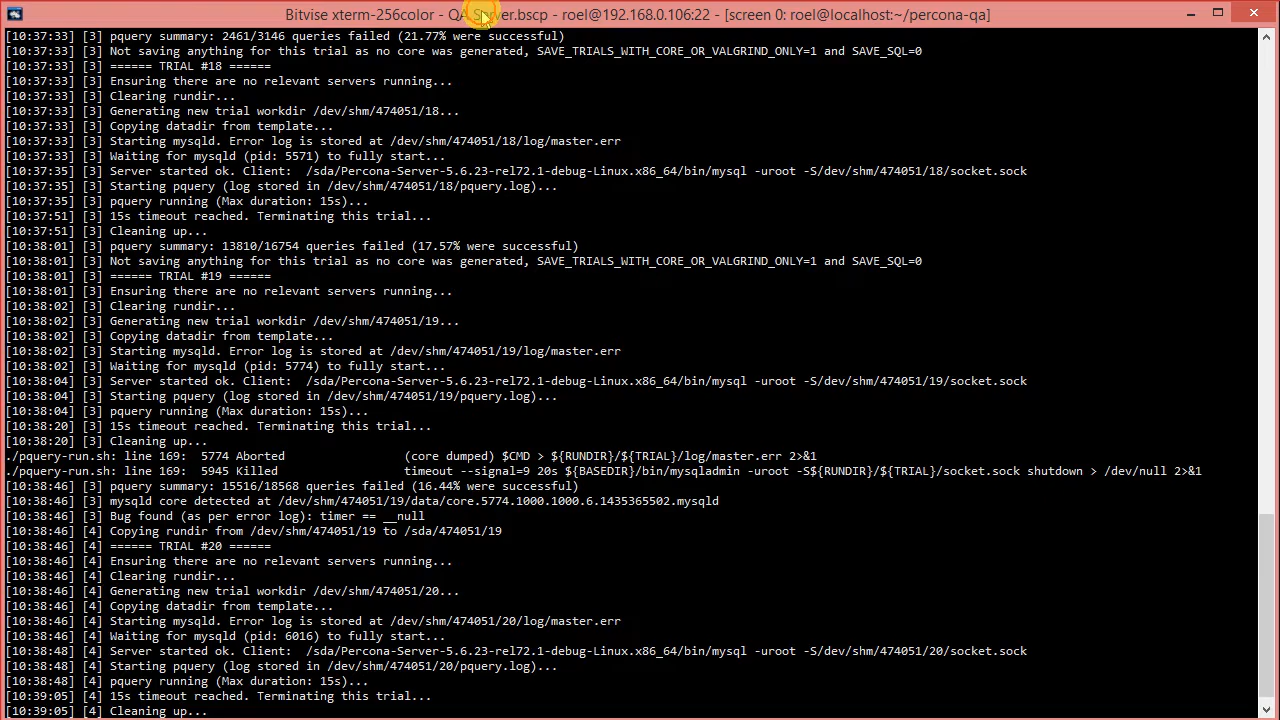 Bitvise xterm-256color - QA Server.bscp - roel@192.168.0.106:22 - [screen 0: roel@localhost:~/percona-qa]
[10:37:33] [3] pquery summary: 2461/3146 queries failed (21.77% were successful)
[10:37:33] [3] Not saving anything for this trial as no core was generated, SAVE_TRIALS_WITH_CORE_OR_VALGRIND_ONLY=1 and SAVE_SQL=0
[10:37:33] [3] ====== TRIAL #18 ======
[10:37:33] [3] Ensuring there are no relevant servers running...
[10:37:33] [3] Clearing rundir...
[10:37:33] [3] Generating new trial workdir /dev/shm/474051/18...
[10:37:33] [3] Copying datadir from template...
[10:37:33] [3] Starting mysqld. Error log is stored at /dev/shm/474051/18/log/master.err
[10:37:33] [3] Waiting for mysqld (pid: 5571) to fully start...
[10:37:35] [3] Server started ok. Client:  /sda/Percona-Server-5.6.23-rel72.1-debug-Linux.x86_64/bin/mysql -uroot -S/dev/shm/474051/18/socket.sock
[10:37:35] [3] Starting pquery (log stored in /dev/shm/474051/18/pquery.log)...
[10:37:35] [3] pquery running (Max duration: 15s)...
[10:37:51] [3] 15s timeout reached. Terminating this trial...
[10:37:51] [3] Cleaning up...
[10:38:01] [3] pquery summary: 13810/16754 queries failed (17.57% were successful)
[10:38:01] [3] Not saving anything for this trial as no core was generated, SAVE_TRIALS_WITH_CORE_OR_VALGRIND_ONLY=1 and SAVE_SQL=0
[10:38:01] [3] ====== TRIAL #19 ======
[10:38:01] [3] Ensuring there are no relevant servers running...
[10:38:02] [3] Clearing rundir...
[10:38:02] [3] Generating new trial workdir /dev/shm/474051/19...
[10:38:02] [3] Copying datadir from template...
[10:38:02] [3] Starting mysqld. Error log is stored at /dev/shm/474051/19/log/master.err
[10:38:02] [3] Waiting for mysqld (pid: 5774) to fully start...
[10:38:04] [3] Server started ok. Client:  /sda/Percona-Server-5.6.23-rel72.1-debug-Linux.x86_64/bin/mysql -uroot -S/dev/shm/474051/19/socket.sock
[10:38:04] [3] Starting pquery (log stored in /dev/shm/474051/19/pquery.log)...
[10:38:04] [3] pquery running (Max duration: 15s)...
[10:38:20] [3] 15s timeout reached. Terminating this trial...
[10:38:20] [3] Cleaning up...
./pquery-run.sh: line 169:  5774 Aborted                 (core dumped) $CMD > ${RUNDIR}/${TRIAL}/log/master.err 2>&1
./pquery-run.sh: line 169:  5945 Killed                  timeout --signal=9 20s ${BASEDIR}/bin/mysqladmin -uroot -S${RUNDIR}/${TRIAL}/socket.sock shutdown > /dev/null 2>&1
[10:38:46] [3] pquery summary: 15516/18568 queries failed (16.44% were successful)
[10:38:46] [3] mysqld core detected at /dev/shm/474051/19/data/core.5774.1000.1000.6.1435365502.mysqld
[10:38:46] [3] Bug found (as per error log): timer == __null
[10:38:46] [4] Copying rundir from /dev/shm/474051/19 to /sda/474051/19
[10:38:46] [4] ====== TRIAL #20 ======
[10:38:46] [4] Ensuring there are no relevant servers running...
[10:38:46] [4] Clearing rundir...
[10:38:46] [4] Generating new trial workdir /dev/shm/474051/20...
[10:38:46] [4] Copying datadir from template...
[10:38:46] [4] Starting mysqld. Error log is stored at /dev/shm/474051/20/log/master.err
[10:38:46] [4] Waiting for mysqld (pid: 6016) to fully start...
[10:38:48] [4] Server started ok. Client:  /sda/Percona-Server-5.6.23-rel72.1-debug-Linux.x86_64/bin/mysql -uroot -S/dev/shm/474051/20/socket.sock
[10:38:48] [4] Starting pquery (log stored in /dev/shm/474051/20/pquery.log)...
[10:38:48] [4] pquery running (Max duration: 15s)...
[10:39:05] [4] 15s timeout reached. Terminating this trial...
[10:39:05] [4] Cleaning up...